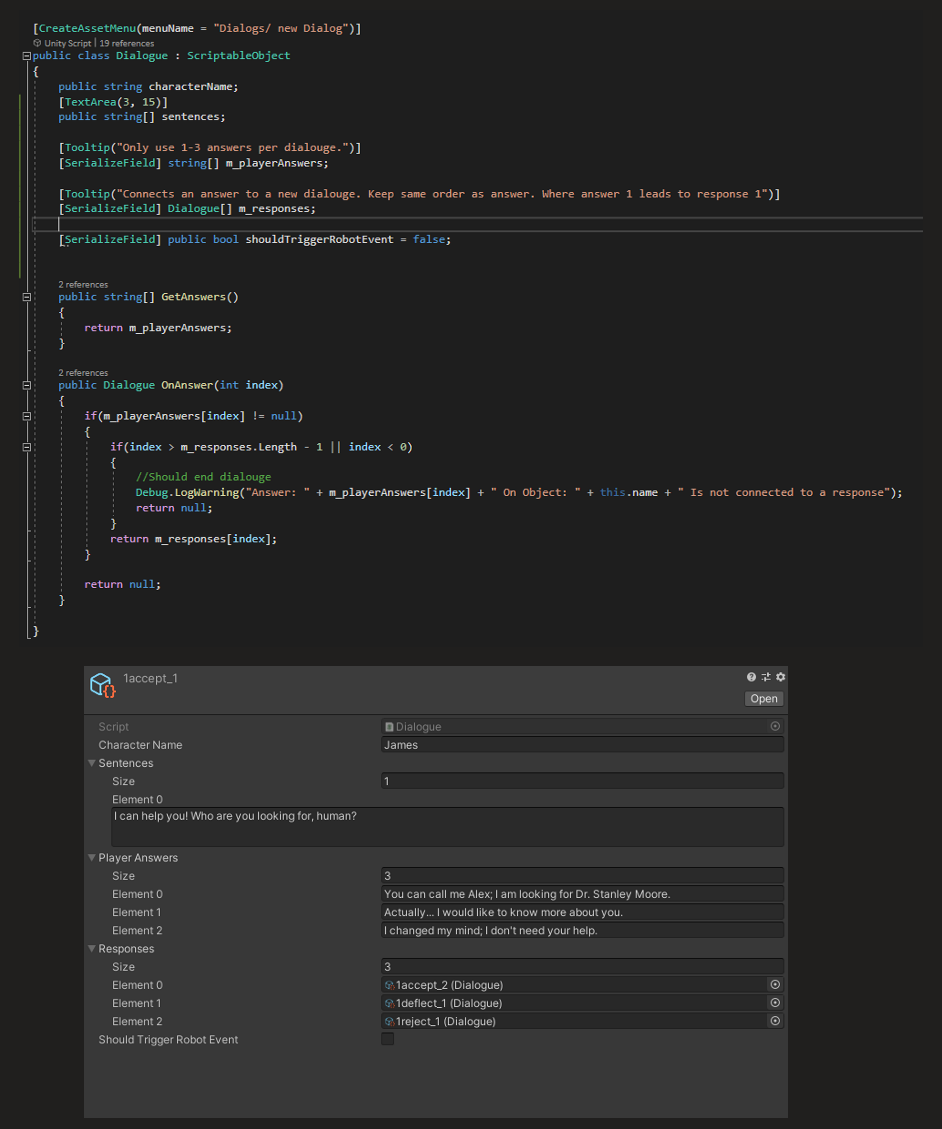 [CreateAssetMenu(menuName = "Dialogs/ new Dialog")]
Unity Script | 19 references
public class Dialogue : ScriptableObject
{
public string characterName;
[TextArea(3, 15)]
public string[] sentences;
[Tooltip("Only use 1-3 answers per dialouge.")]
[SerializeField] string[] m_playerAnswers;
[Tooltip("Connects an answer to a new dialouge. Keep same order as answer. Where answer 1 leads to response 1")]
[SerializeField] Dialogue[] m_responses;
[SerializeField] public bool shouldTriggerRobotEvent = false;
2 references
public string[] GetAnswers()
{
return m_playerAnswers;
}
2 references
public Dialogue OnAnswer(int index)
{
if(m_playerAnswers[index] != null)
{
if(index > m_responses.Length - 1 || index < 0)
{
//Should end dialouge
Debug.LogWarning("Answer: " + m_playerAnswers[index] + " On Object: " + this.name + " Is not connected to a response");
return null;
}
return m_responses[index];
}
return null;
}
}
1accept_1
Open
Script Dialogue
Character Name James
Sentences
Size 1
Element 0
I can help you! Who are you looking for, human?
Player Answers
Size 3
Element 0 You can call me Alex; I am looking for Dr. Stanley Moore.
Element 1 Actually... I would like to know more about you.
Element 2 I changed my mind; I don't need your help.
Responses
Size 3
Element 0 1accept_2 (Dialogue)
Element 1 1deflect_1 (Dialogue)
Element 2 1reject_1 (Dialogue)
Should Trigger Robot Event